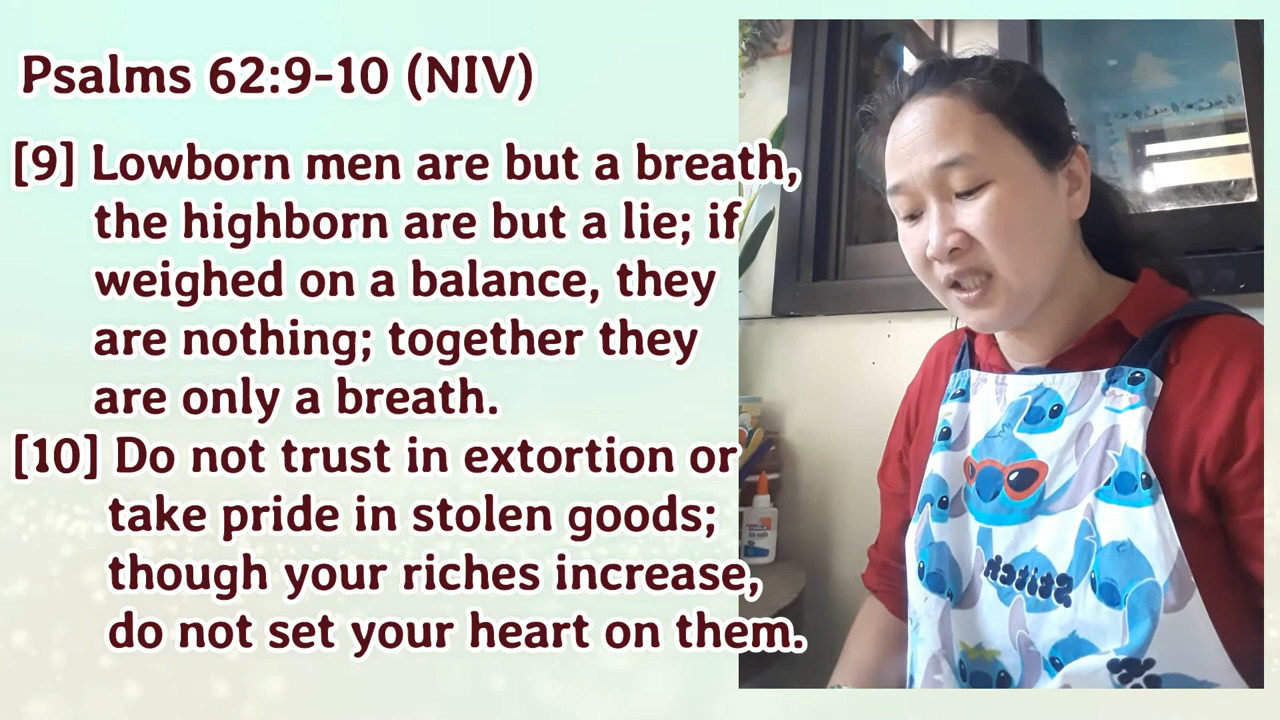 Psalms 62:9-10 (NIV)
[9] Lowborn men are but a breath,
the highborn are but a lie; if
weighed on a balance, they
are nothing; together they
are only a breath.
[10] Do not trust in extortion or
take pride in stolen goods;
though your riches increase,
do not set your heart on them.
Stitch